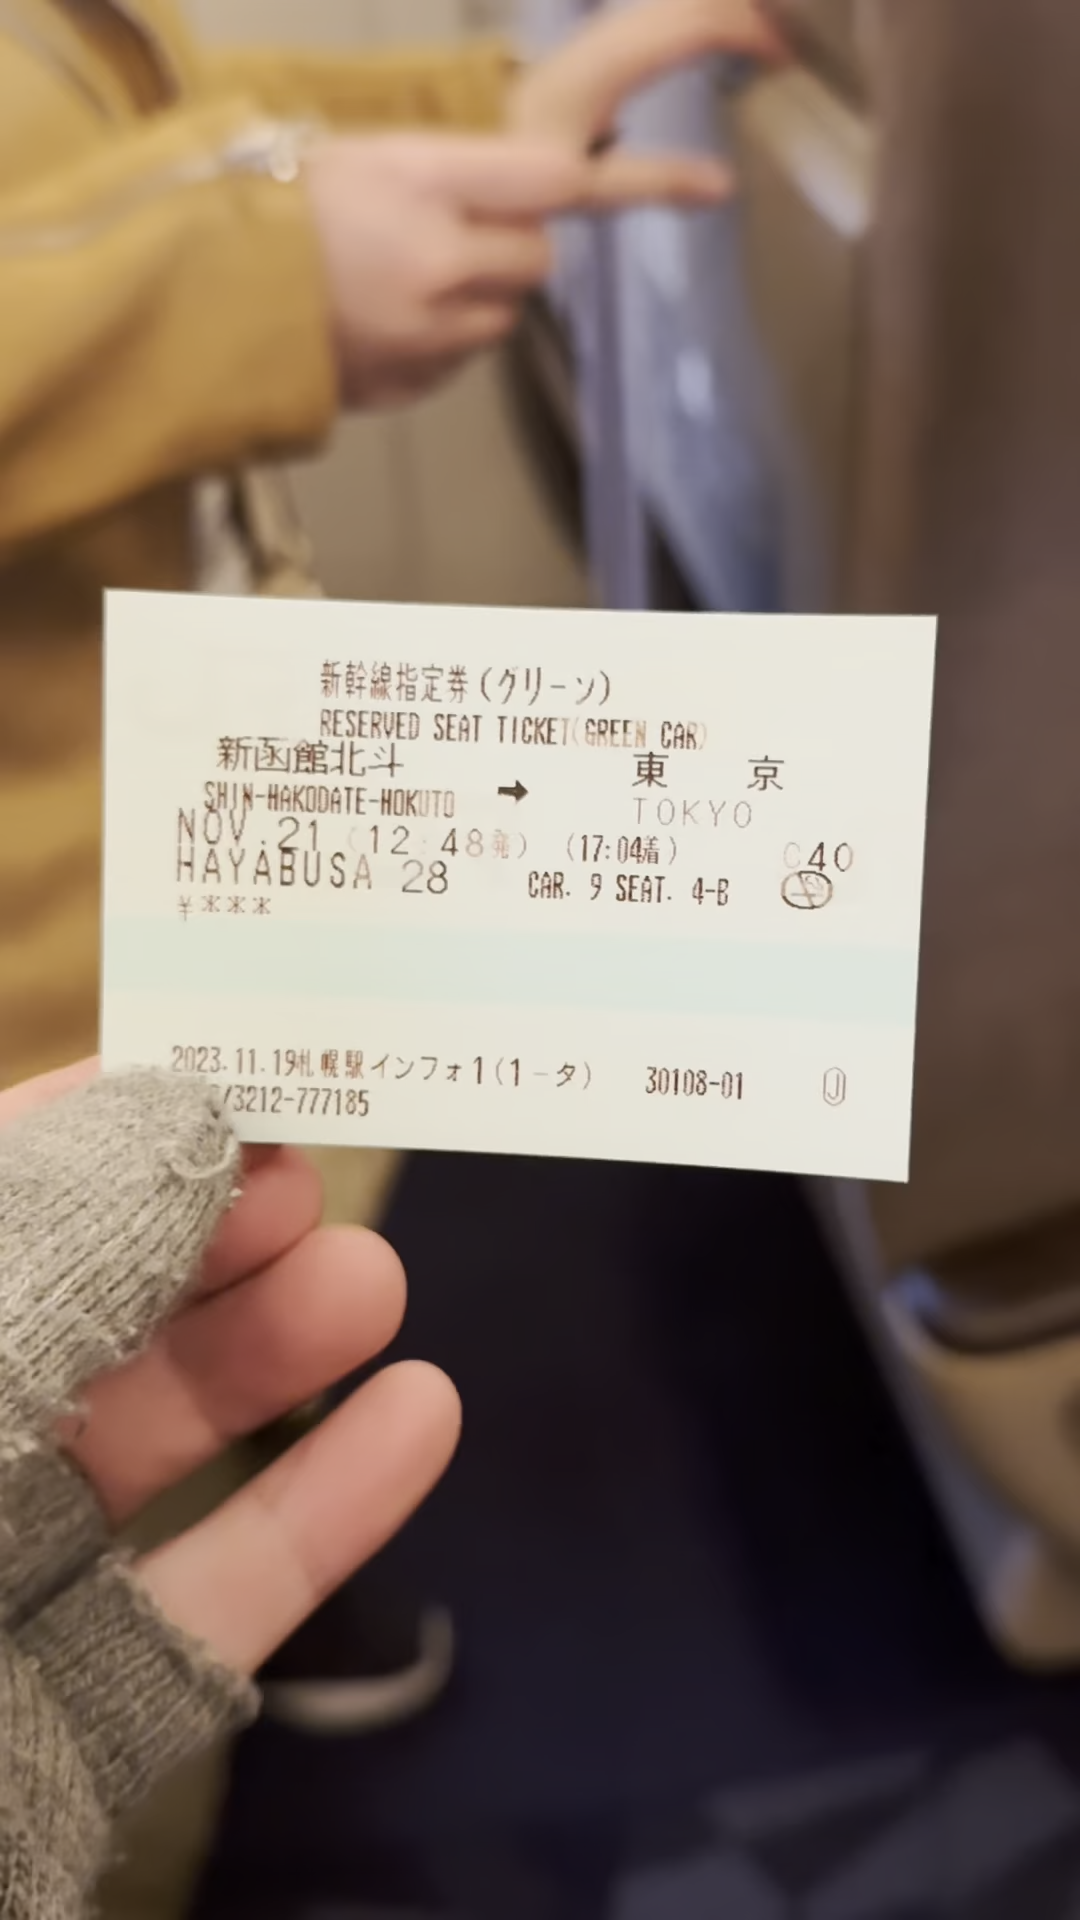 新幹線指定券(グリーン)
RESERVED SEAT TICKET(GREEN CAR)
新函館北斗 ➡ 東 京
SHIN-HAKODATE-HOKUTO TOKYO
NOV.21 (12:48発) (17:04着) C40
HAYABUSA 28 CAR. 9 SEAT. 4-B
¥***
2023.11.19札幌駅インフォ1(1-タ) 30108-01 Ⓙ
/3212-777185